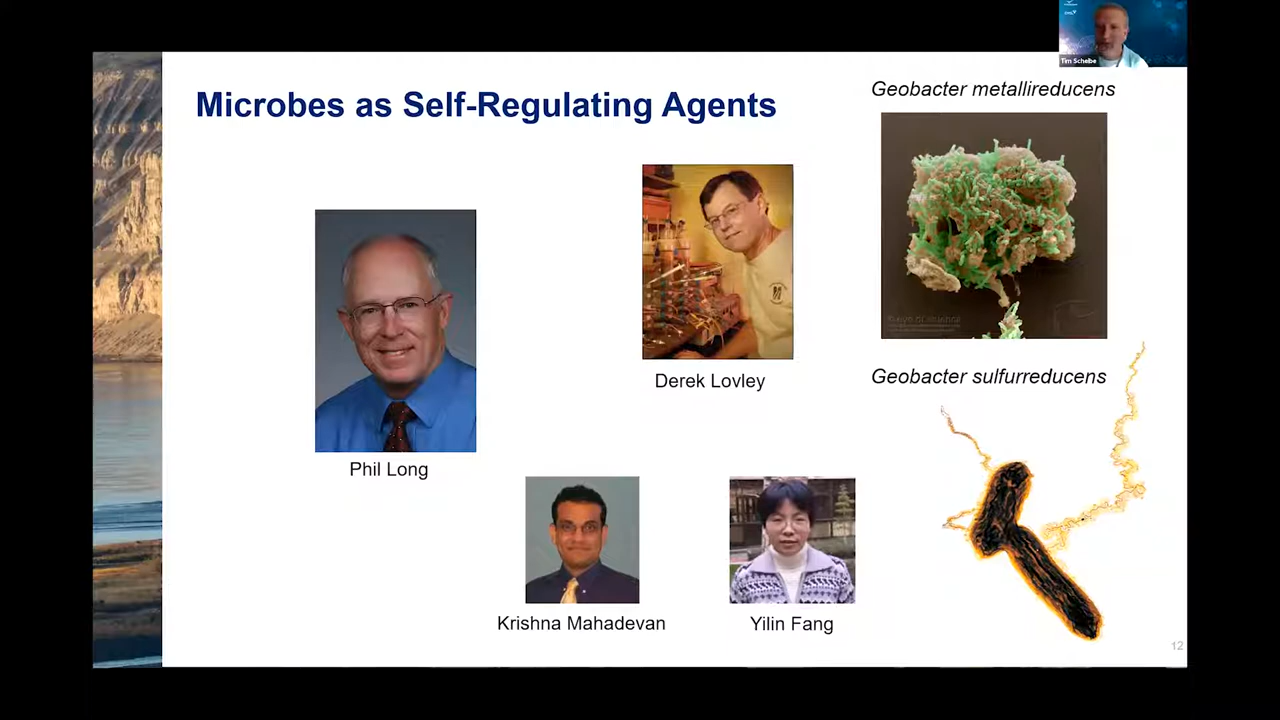 Tim Scheibe
Microbes as Self-Regulating Agents
Geobacter metallireducens
Derek Lovley
Geobacter sulfurreducens
Phil Long
Krishna Mahadevan
Yilin Fang
12